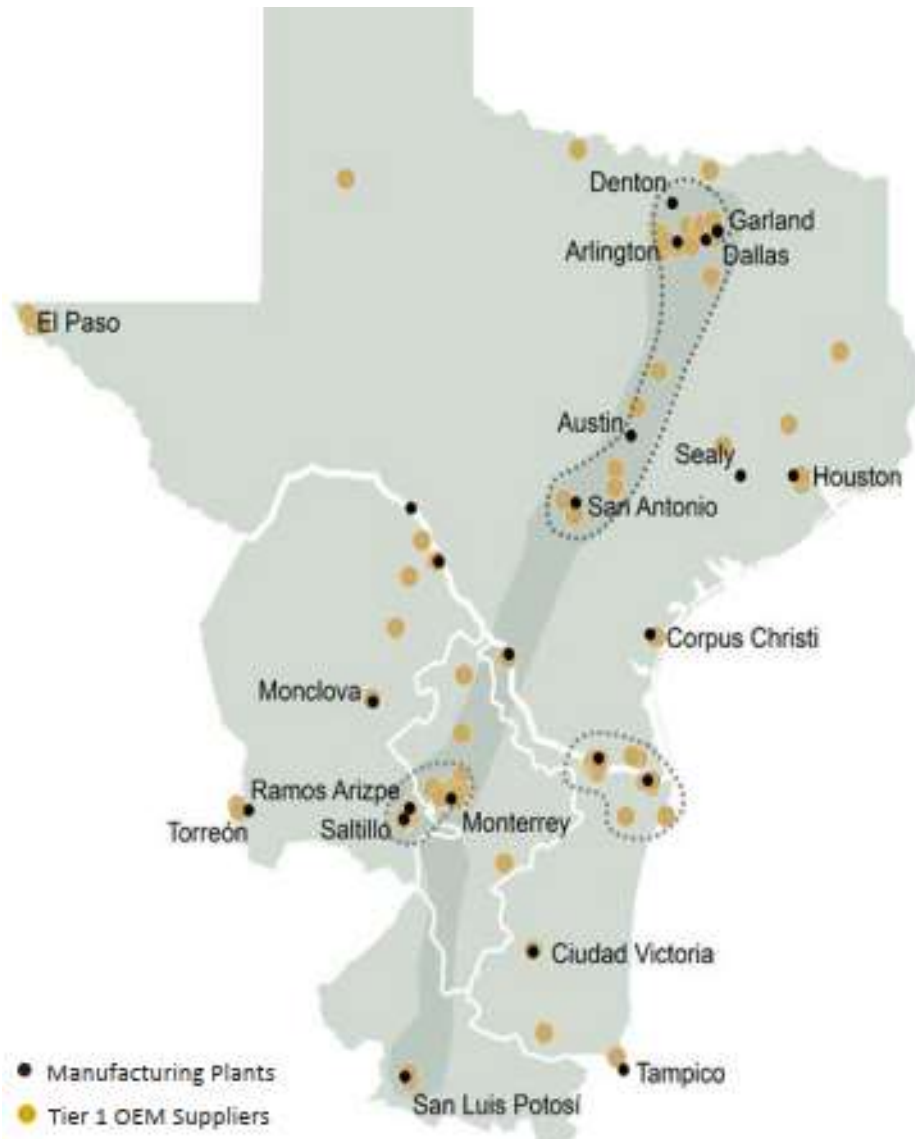 Denton
Garland
Arlington
Dallas
El Paso
Austin
Sealy
Houston
San Antonio
Corpus Christi
Monclova
Ramos Arizpe
Torreón
Saltillo
Monterrey
Ciudad Victoria
Manufacturing Plants
Tampico
San Luis Potosí
Tier 1 OEM Suppliers